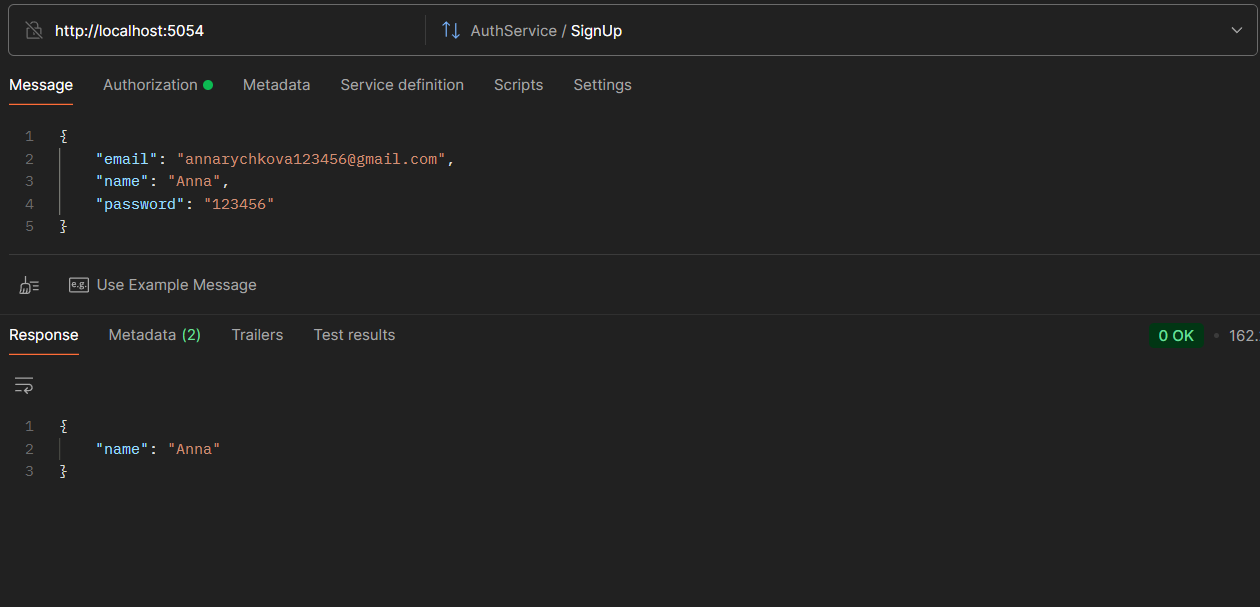 http://localhost:5054 AuthService / SignUp
Message Authorization Metadata Service definition Scripts Settings
1 {
2 "email": "annarychkova123456@gmail.com",
3 "name": "Anna",
4 "password": "123456"
5 }
e.g. Use Example Message
Response Metadata (2) Trailers Test results 0 OK • 162.
1 {
2 "name": "Anna"
3 }